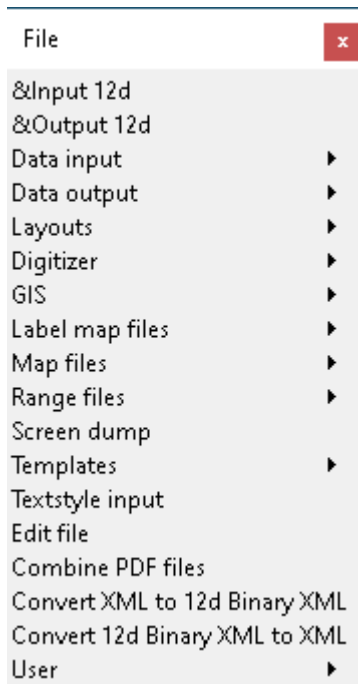 File
x
&Input 12d
&Output 12d
Data input
Data output
Layouts
Digitizer
GIS
Label map files
Map files
Range files
Screen dump
Templates
Textstyle input
Edit file
Combine PDF files
Convert XML to 12d Binary XML
Convert 12d Binary XML to XML
User